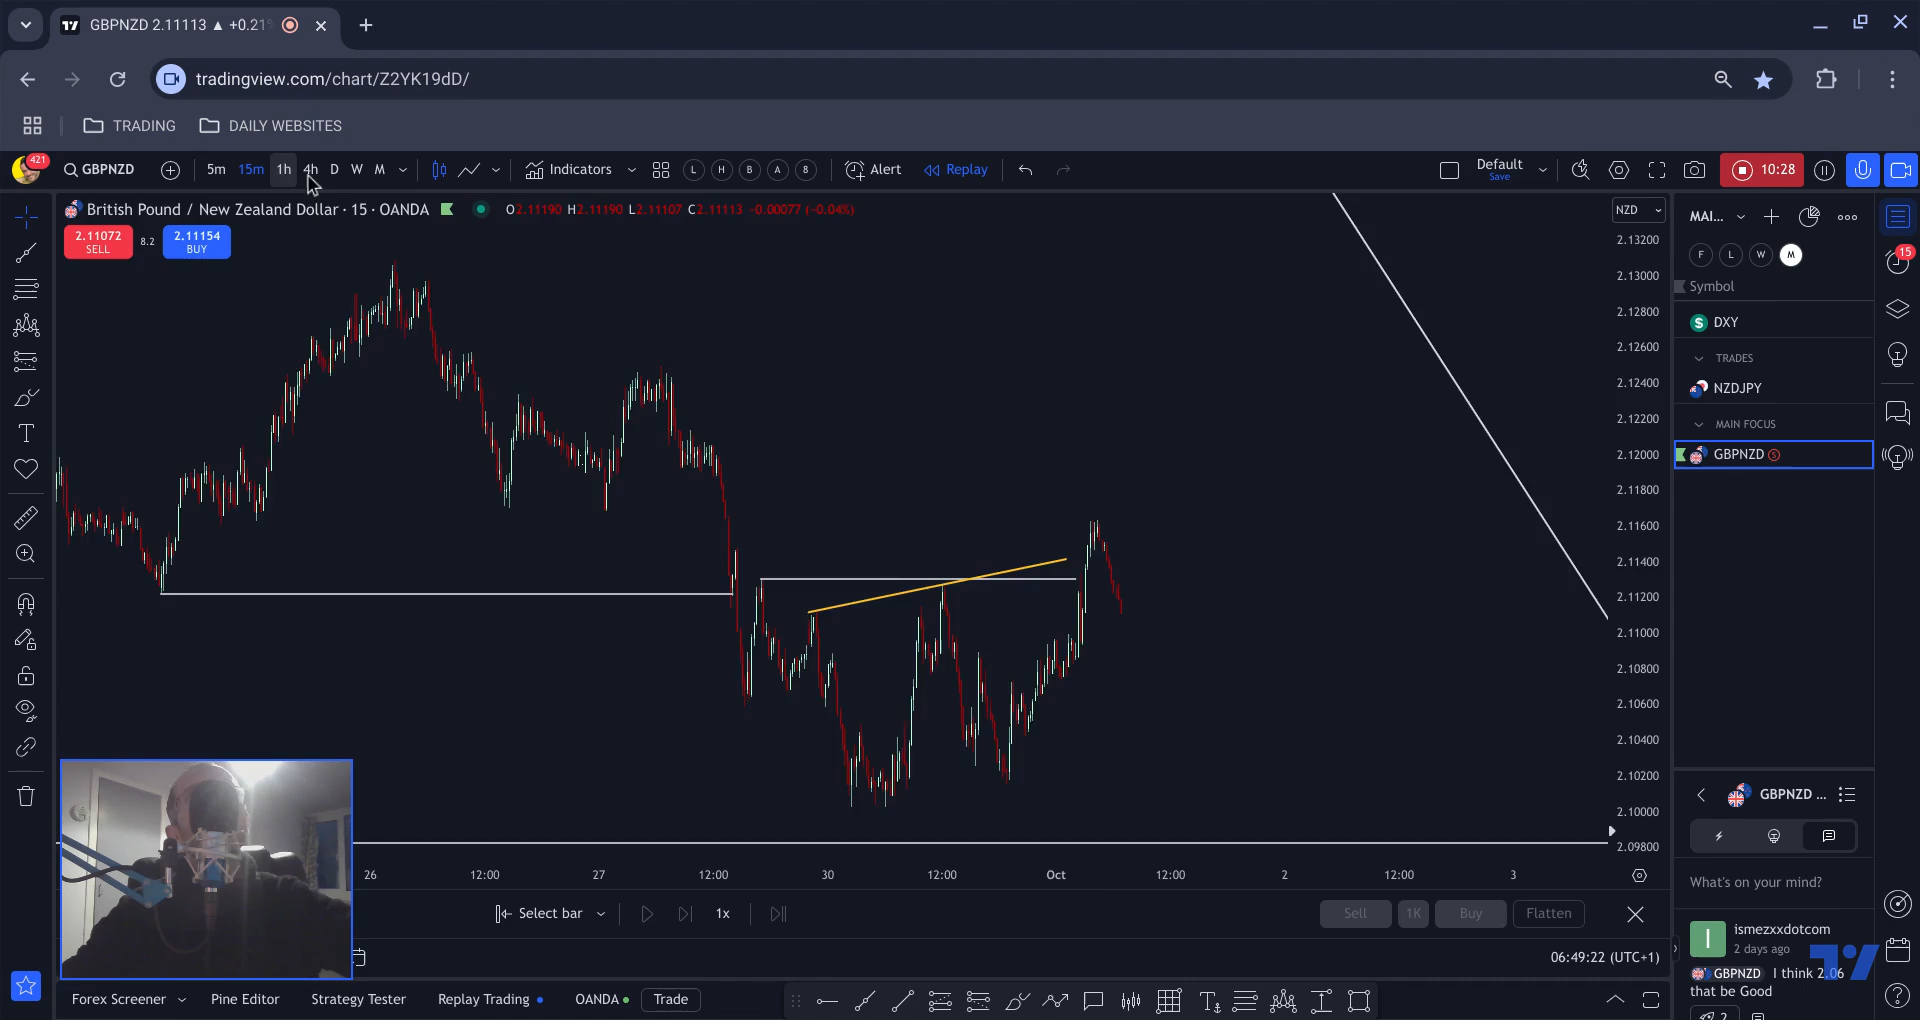 GBPNZD 2.11113 ▲ +0.21%
tradingview.com/chart/Z2YK19dD/
TRADING
DAILY WEBSITES
421
GBPNZD
5m 15m 1h 4h D W M
Indicators
L H B A 8
Alert
Replay
Default
Save
10:28
British Pound / New Zealand Dollar · 15 · OANDA
O2.11190 H2.11190 L2.11107 C2.11113 −0.00077 (−0.04%)
2.11072
SELL
8.2
2.11154
BUY
NZD
2.13200
2.13000
2.12800
2.12600
2.12400
2.12200
2.12000
2.11800
2.11600
2.11400
2.11200
2.11000
2.10800
2.10600
2.10400
2.10200
2.10000
2.09800
26 12:00 27 12:00 30 12:00 Oct 12:00 2 12:00 3
MAI...
F L W M
Symbol
DXY
TRADES
NZDJPY
MAIN FOCUS
GBPNZD
15
GBPNZD ...
What's on your mind?
ismezxxdotcom
2 days ago
GBPNZD I think 2.06
that be Good
2
Select bar
1x
Sell 1K Buy Flatten
06:49:22 (UTC+1)
Forex Screener
Pine Editor
Strategy Tester
Replay Trading
OANDA
Trade